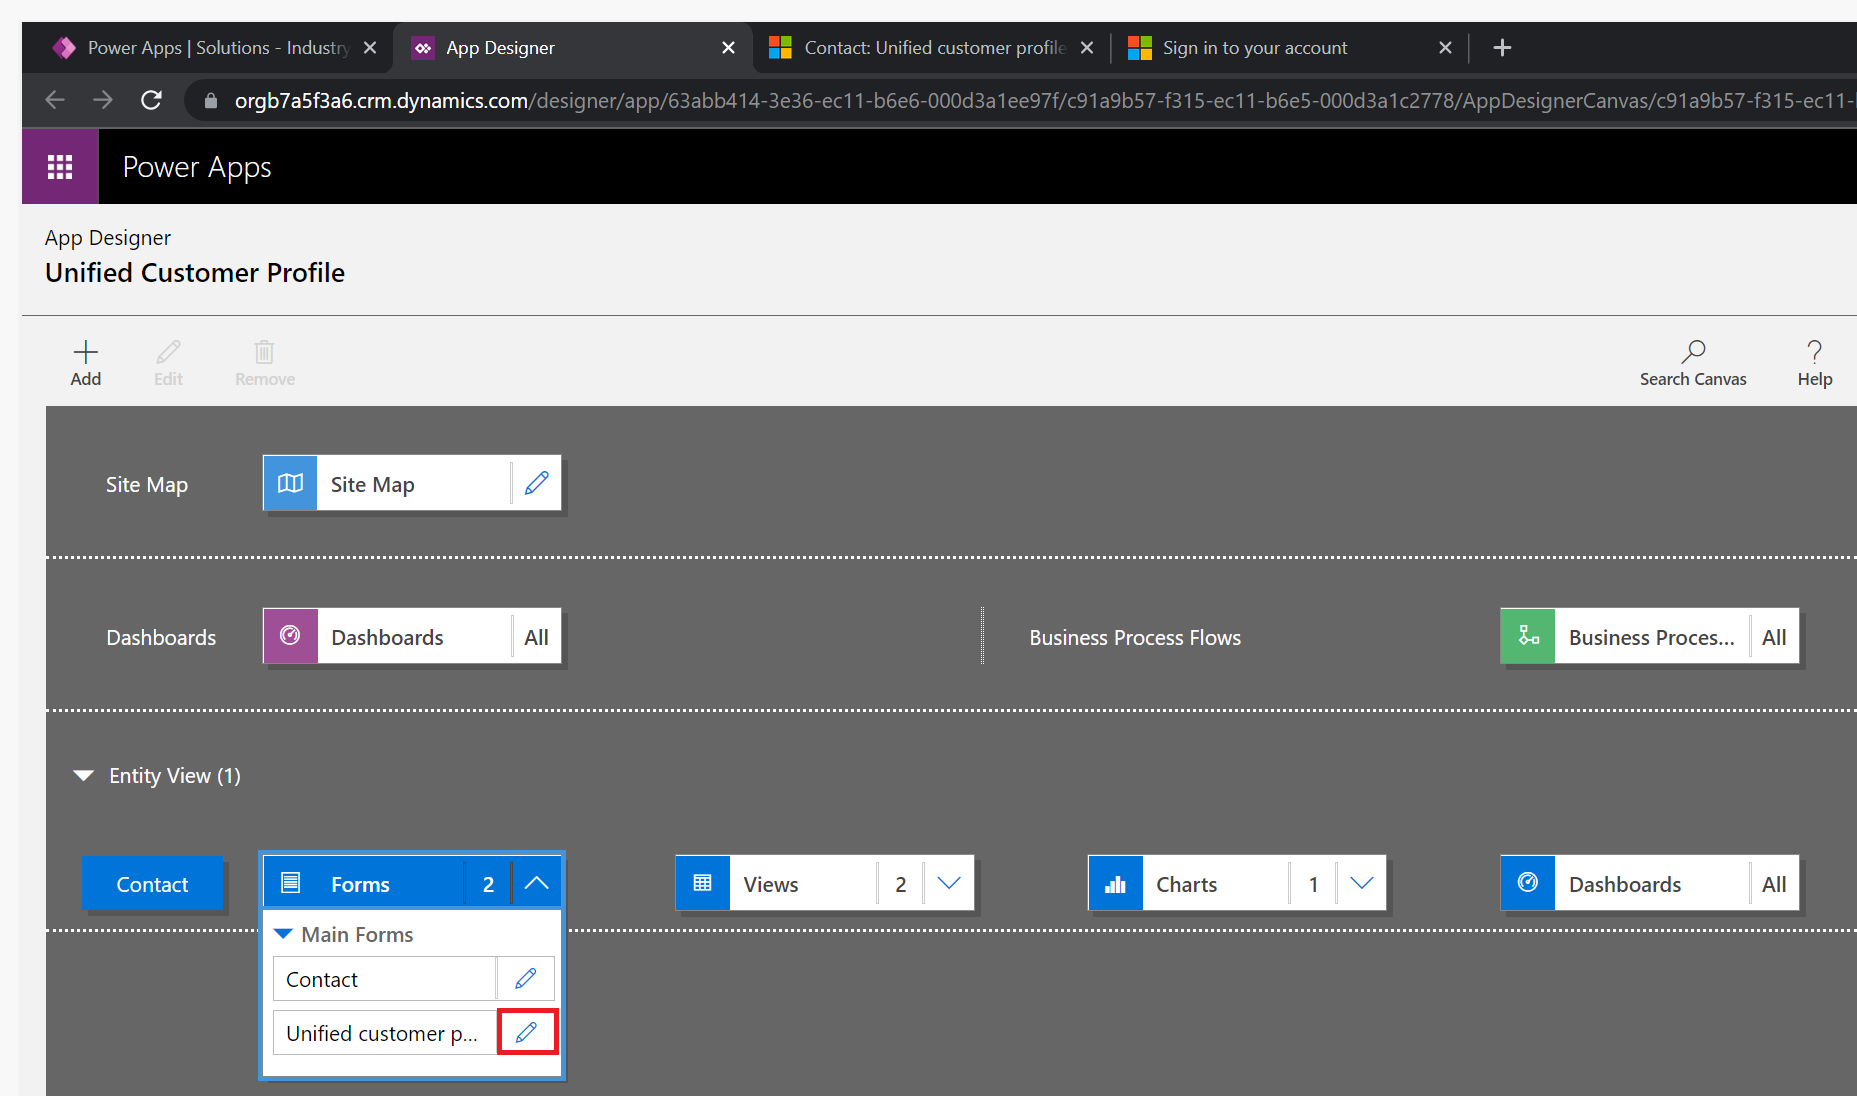 Power Apps | Solutions - Industry
App Designer
Contact: Unified customer profile
Sign in to your account
orgb7a5f3a6.crm.dynamics.com/designer/app/63abb414-3e36-ec11-b6e6-000d3a1ee97f/c91a9b57-f315-ec11-b6e5-000d3a1c2778/AppDesignerCanvas/c91a9b57-f315-ec11-
Power Apps
App Designer
Unified Customer Profile
Add
Edit
Remove
Search Canvas
Help
Site Map
Site Map
Dashboards
Dashboards
All
Business Process Flows
Business Proces...
All
Entity View (1)
Contact
Forms
2
Views
2
Charts
1
Dashboards
All
Main Forms
Contact
Unified customer p...